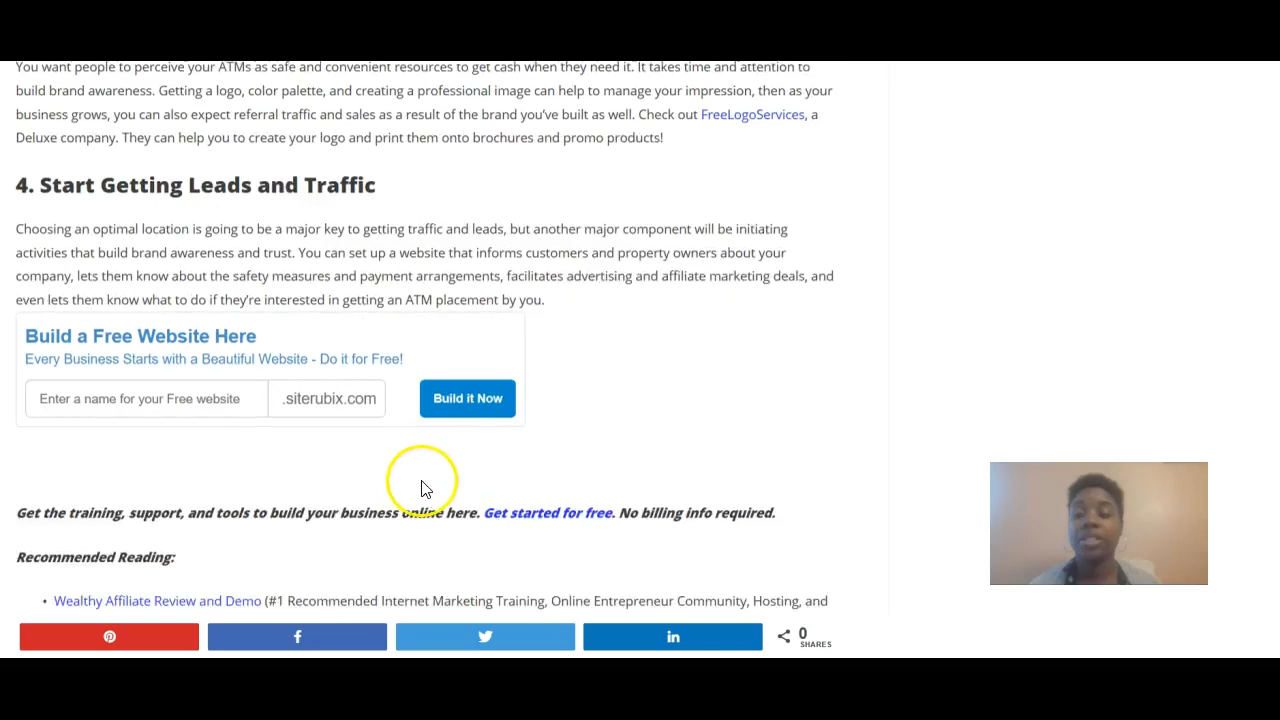 You want people to perceive your ATMs as safe and convenient resources to get cash when they need it. It takes time and attention to
build brand awareness. Getting a logo, color palette, and creating a professional image can help to manage your impression, then as your
business grows, you can also expect referral traffic and sales as a result of the brand you've built as well. Check out FreeLogoServices, a
Deluxe company. They can help you to create your logo and print them onto brochures and promo products!
4. Start Getting Leads and Traffic
Choosing an optimal location is going to be a major key to getting traffic and leads, but another major component will be initiating
activities that build brand awareness and trust. You can set up a website that informs customers and property owners about your
company, lets them know about the safety measures and payment arrangements, facilitates advertising and affiliate marketing deals, and
even lets them know what to do if they're interested in getting an ATM placement by you.
Build a Free Website Here
Every Business Starts with a Beautiful Website - Do it for Free!
Enter a name for your Free website .siterubix.com Build it Now
Get the training, support, and tools to build your business online here. Get started for free. No billing info required.
Recommended Reading:
• Wealthy Affiliate Review and Demo (#1 Recommended Internet Marketing Training, Online Entrepreneur Community, Hosting, and
0
SHARES